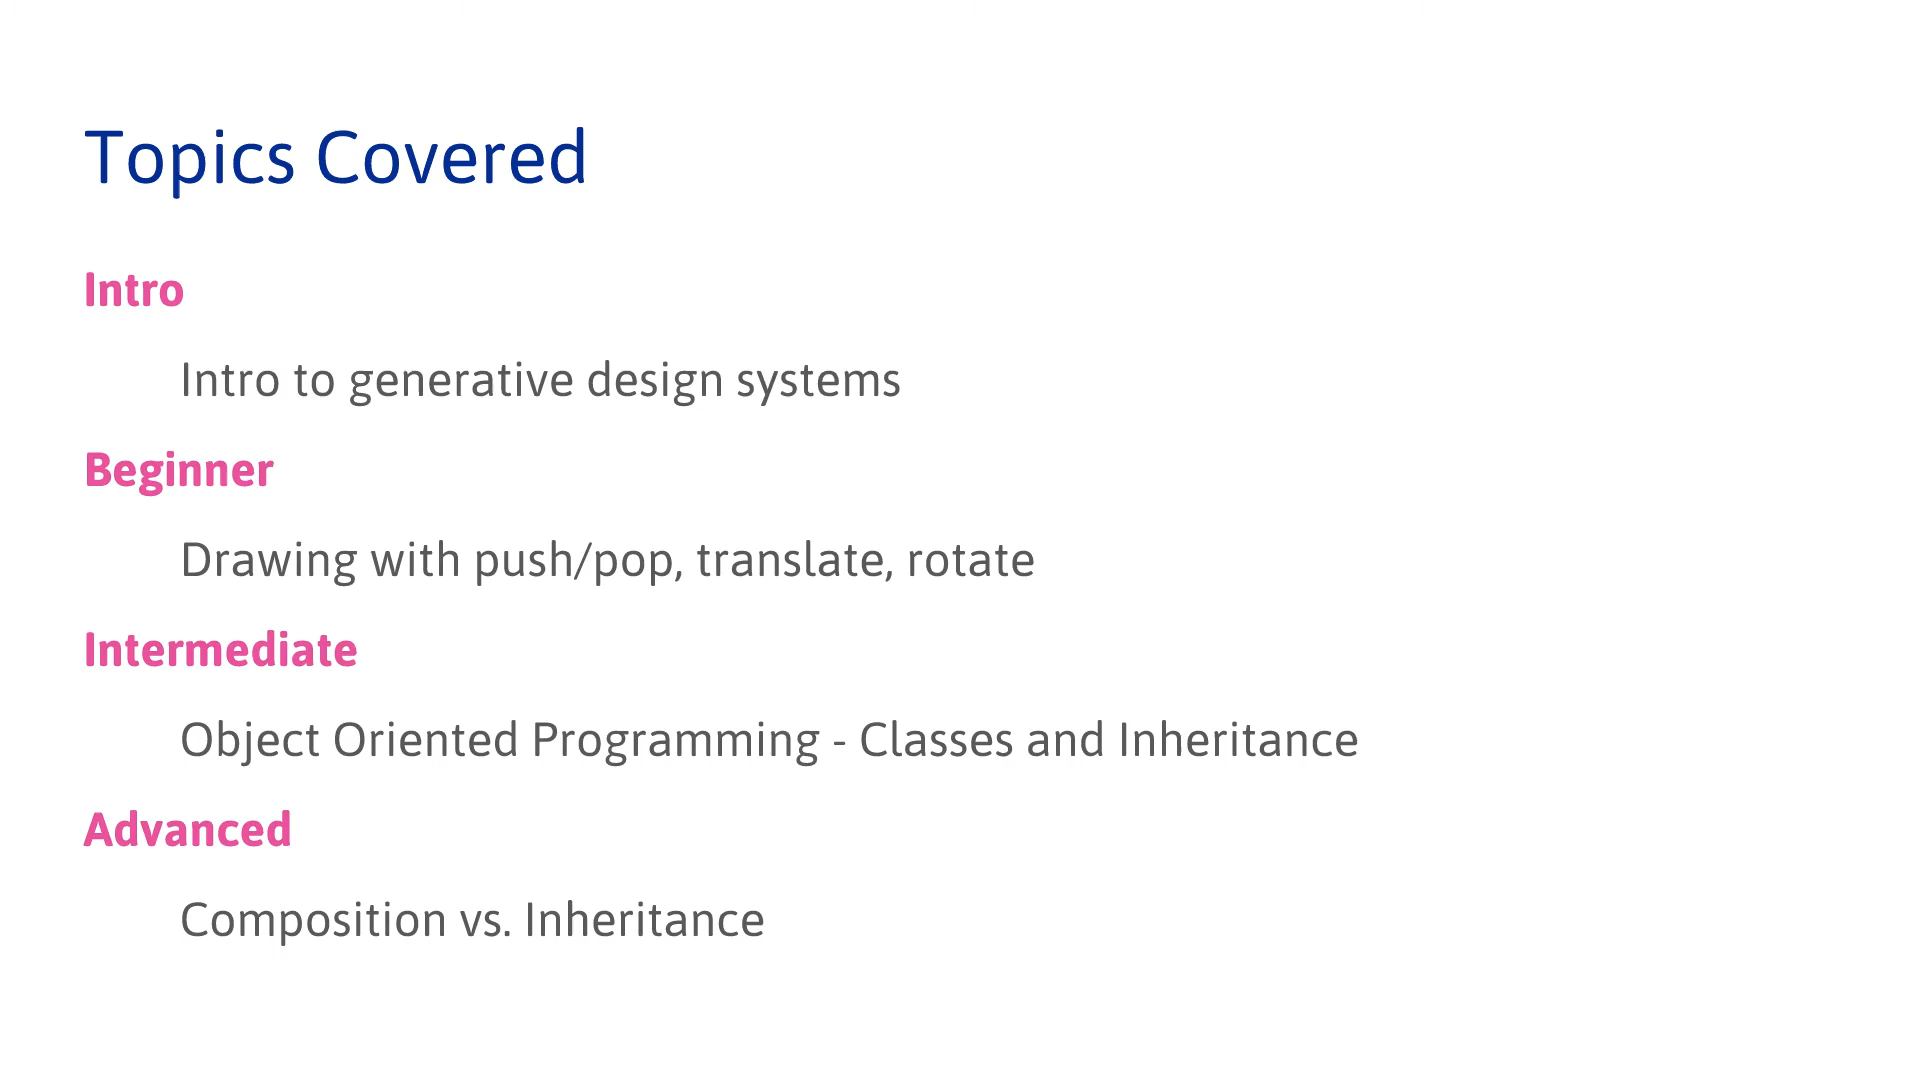 Topics Covered
Intro
Intro to generative design systems
Beginner
Drawing with push/pop, translate, rotate
Intermediate
Object Oriented Programming - Classes and Inheritance
Advanced
Composition vs. Inheritance